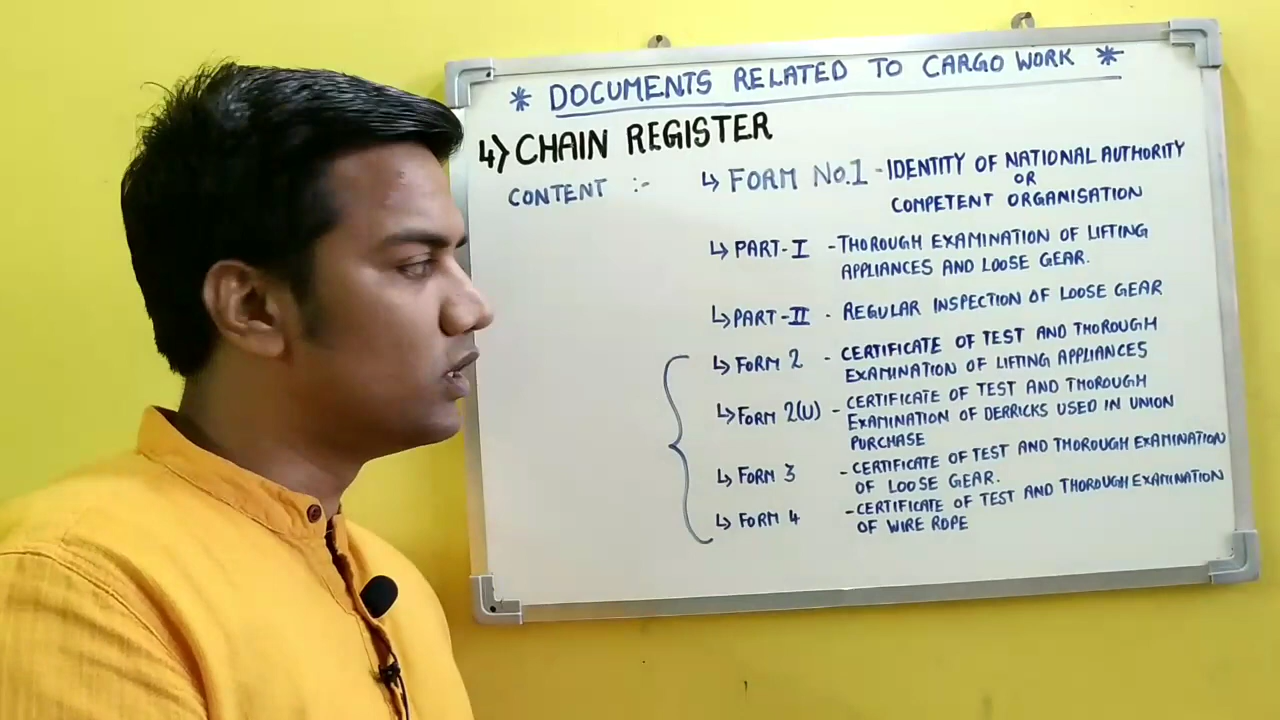 * DOCUMENTS RELATED TO CARGO WORK *
4) CHAIN REGISTER
CONTENT :- ↳ FORM No.1 - IDENTITY OF NATIONAL AUTHORITY
OR
COMPETENT ORGANISATION
↳ PART-I - THOROUGH EXAMINATION OF LIFTING
APPLIANCES AND LOOSE GEAR.
↳ PART-II - REGULAR INSPECTION OF LOOSE GEAR
↳ FORM 2 - CERTIFICATE OF TEST AND THOROUGH
EXAMINATION OF LIFTING APPLIANCES
↳ FORM 2(U) - CERTIFICATE OF TEST AND THOROUGH
EXAMINATION OF DERRICKS USED IN UNION
PURCHASE
↳ FORM 3 - CERTIFICATE OF TEST AND THOROUGH EXAMINATION
OF LOOSE GEAR.
↳ FORM 4 - CERTIFICATE OF TEST AND THOROUGH EXAMINATION
OF WIRE ROPE